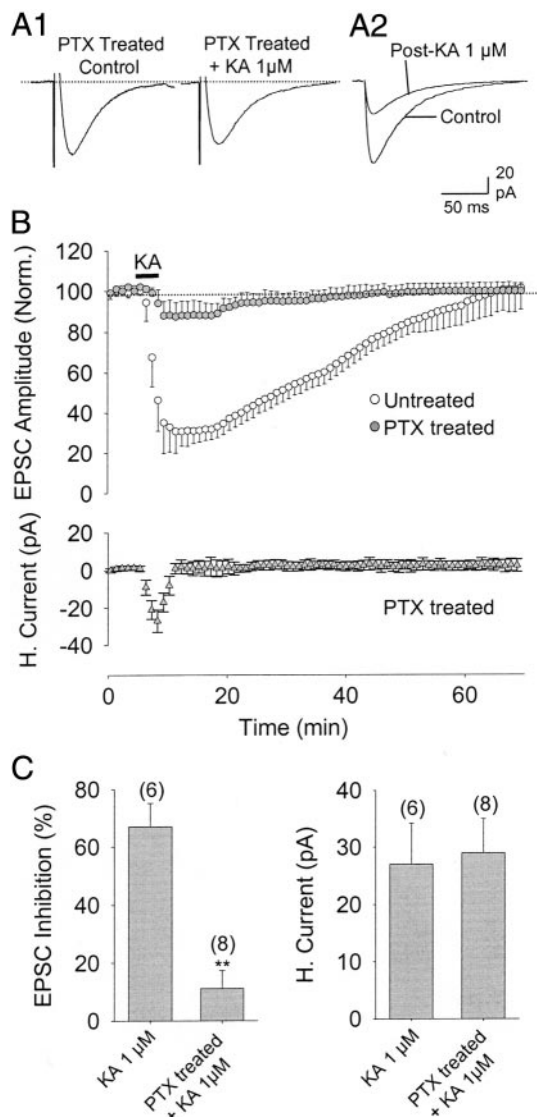 A1
PTX Treated
Control
PTX Treated
+ KA 1µM
A2
Post-KA 1 µM
Control
20
pA
50 ms
B
KA
EPSC Amplitude (Norm.)
120
100
80
60
40
20
0
Untreated
PTX treated
H. Current (pA)
20
0
-20
-40
PTX treated
0
20
40
60
Time (min)
C
EPSC Inhibition (%)
80
60
40
20
0
(6)
(8)
**
KA 1 µM
PTX treated
+ KA 1µM
H. Current (pA)
40
30
20
10
0
(6)
(8)
KA 1 µM
PTX treated
+ KA 1µM